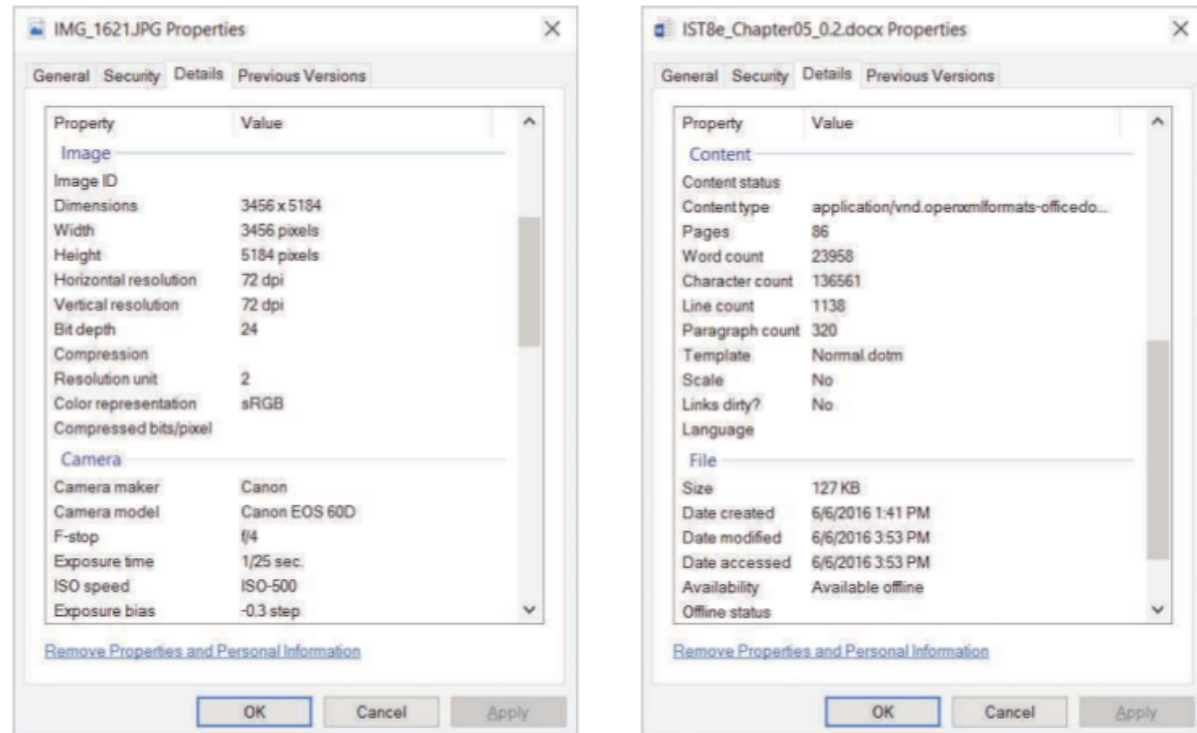 IMG_1621.JPG Properties
General Security Details Previous Versions
Property Value
Image
Image ID
Dimensions 3456 x 5184
Width 3456 pixels
Height 5184 pixels
Horizontal resolution 72 dpi
Vertical resolution 72 dpi
Bit depth 24
Compression
Resolution unit 2
Color representation sRGB
Compressed bits/pixel
Camera
Camera maker Canon
Camera model Canon EOS 60D
F-stop f/4
Exposure time 1/25 sec.
ISO speed ISO-500
Exposure bias -0.3 step
Remove Properties and Personal Information
OK Cancel Apply
IST8e_Chapter05_0.2.docx Properties
General Security Details Previous Versions
Property Value
Content
Content status
Content type application/vnd.openxmlformats-officedo...
Pages 86
Word count 23958
Character count 136561
Line count 1138
Paragraph count 320
Template Normal.dotm
Scale No
Links dirty? No
Language
File
Size 127 KB
Date created 6/6/2016 1:41 PM
Date modified 6/6/2016 3:53 PM
Date accessed 6/6/2016 3:53 PM
Availability Available offline
Offline status
Remove Properties and Personal Information
OK Cancel Apply